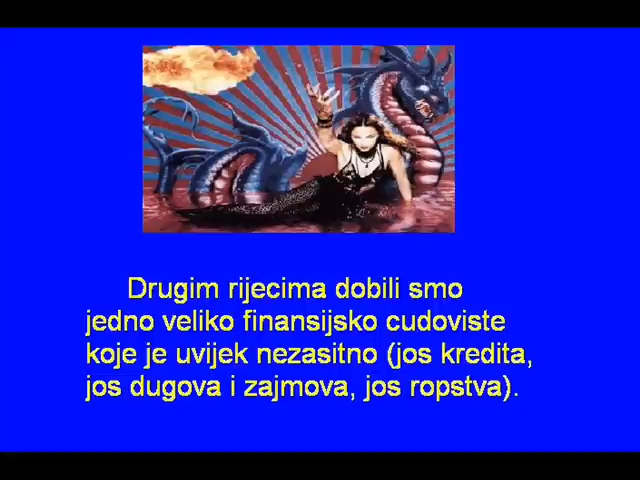 Drugim rijecima dobili smo
jedno veliko finansijsko cudoviste
koje je uvijek nezasitno (jos kredita,
jos dugova i zajmova, jos ropstva).